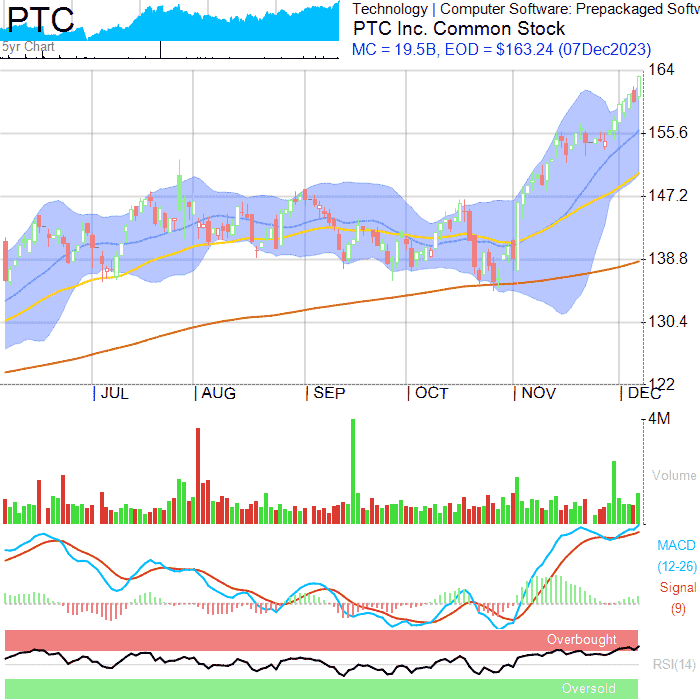 PTC
5yr Chart
Technology | Computer Software: Prepackaged Softw
PTC Inc. Common Stock
MC = 19.5B, EOD = $163.24 (07Dec2023)
164
155.6
147.2
138.8
130.4
122
JUL AUG SEP OCT NOV DEC
4M
Volume
MACD
(12-26)
Signal
(9)
Overbought
RSI(14)
Oversold